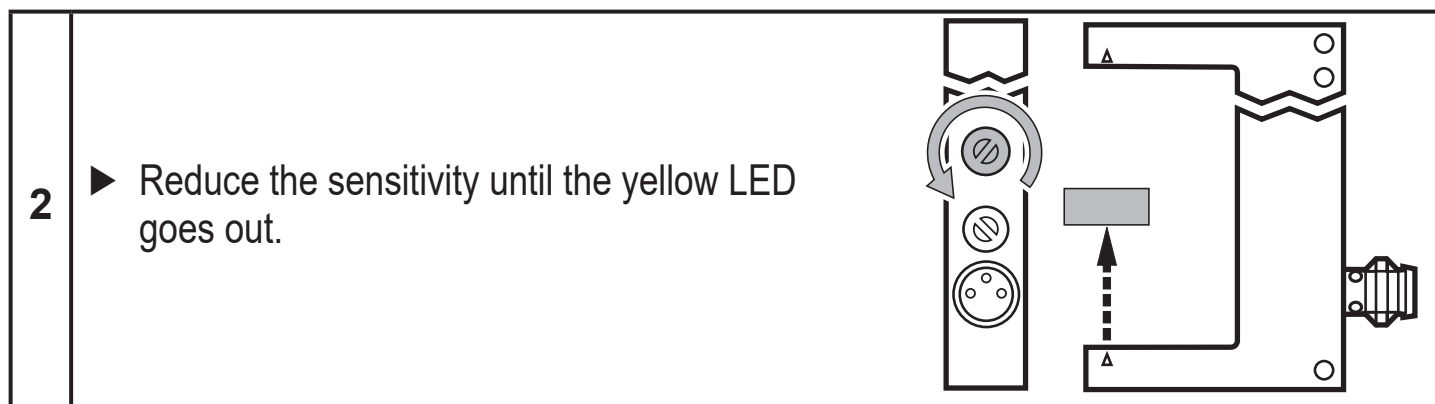 2
▶ Reduce the sensitivity until the yellow LED
goes out.